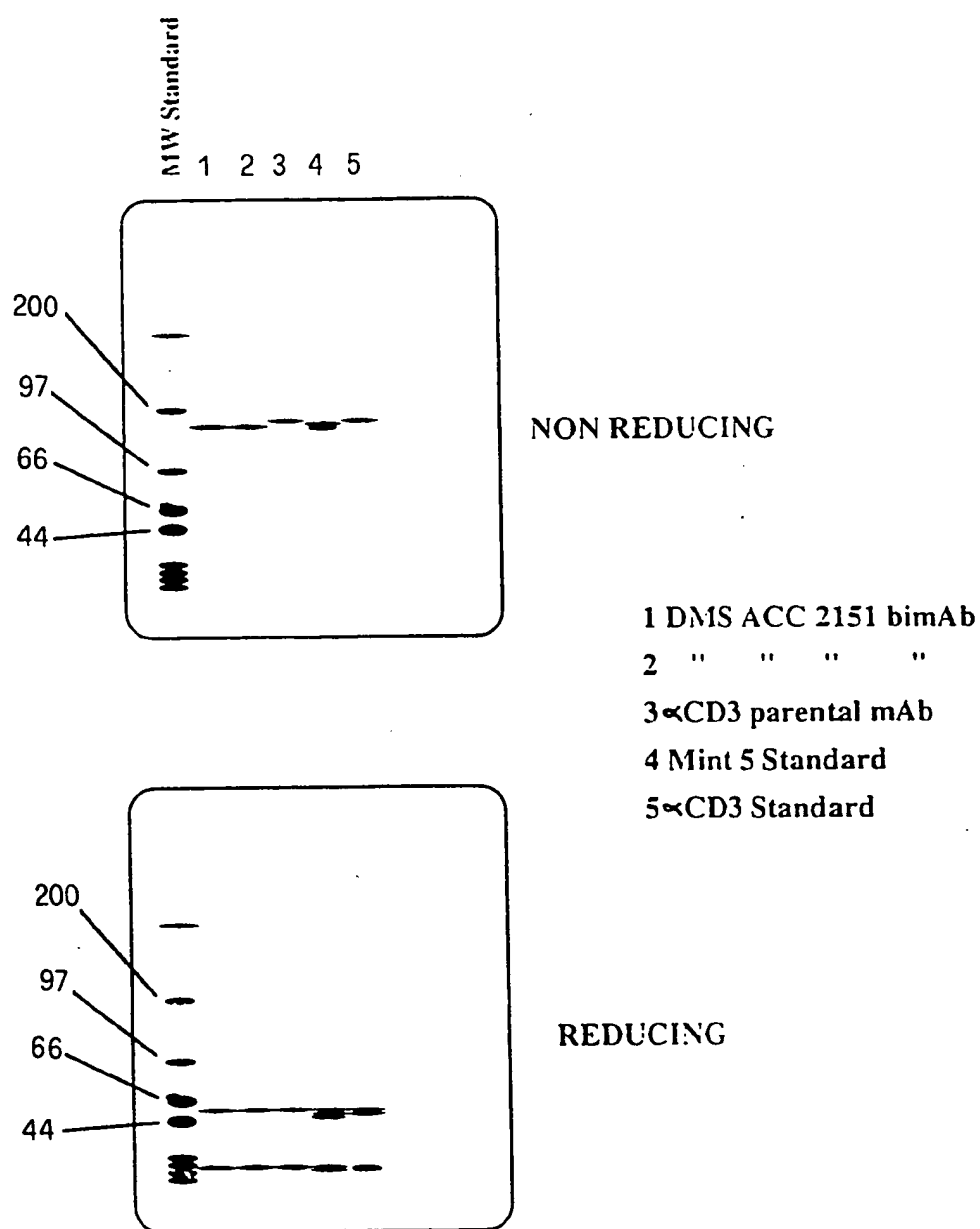 MW Standard
1 2 3 4 5
200
97
66
44
NON REDUCING
1 DMS ACC 2151 bimAb
2 " " " "
3 ∝CD3 parental mAb
4 Mint 5 Standard
5 ∝CD3 Standard
200
97
66
44
REDUCING